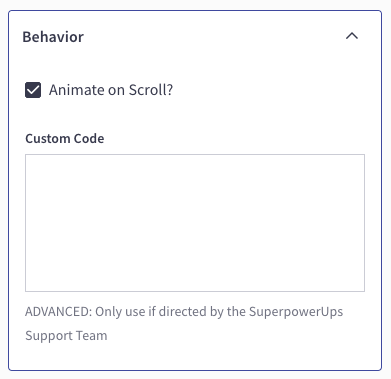 Behavior
Animate on Scroll?
Custom Code
ADVANCED: Only use if directed by the SuperpowerUps
Support Team